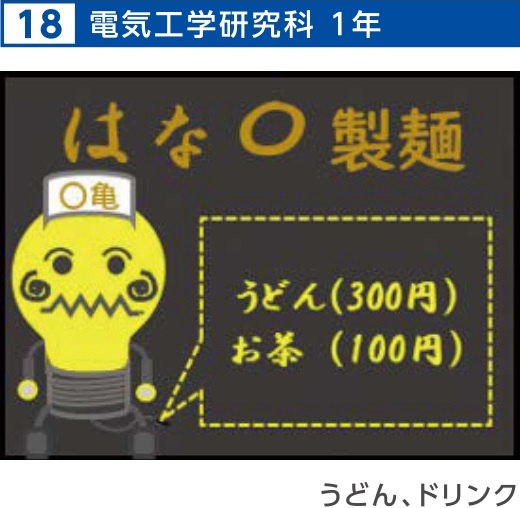 18 電気工学研究科 1年
はな〇製麺
〇亀
うどん(300円)
お茶 (100円)
うどん、ドリンク